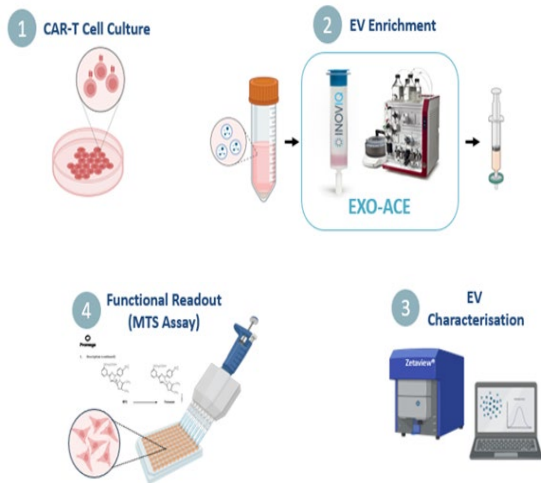 1 CAR-T Cell Culture
2 EV Enrichment
INOVIQ
EXO-ACE
4 Functional Readout
(MTS Assay)
Promega
3 EV
Characterisation
Zetaview®